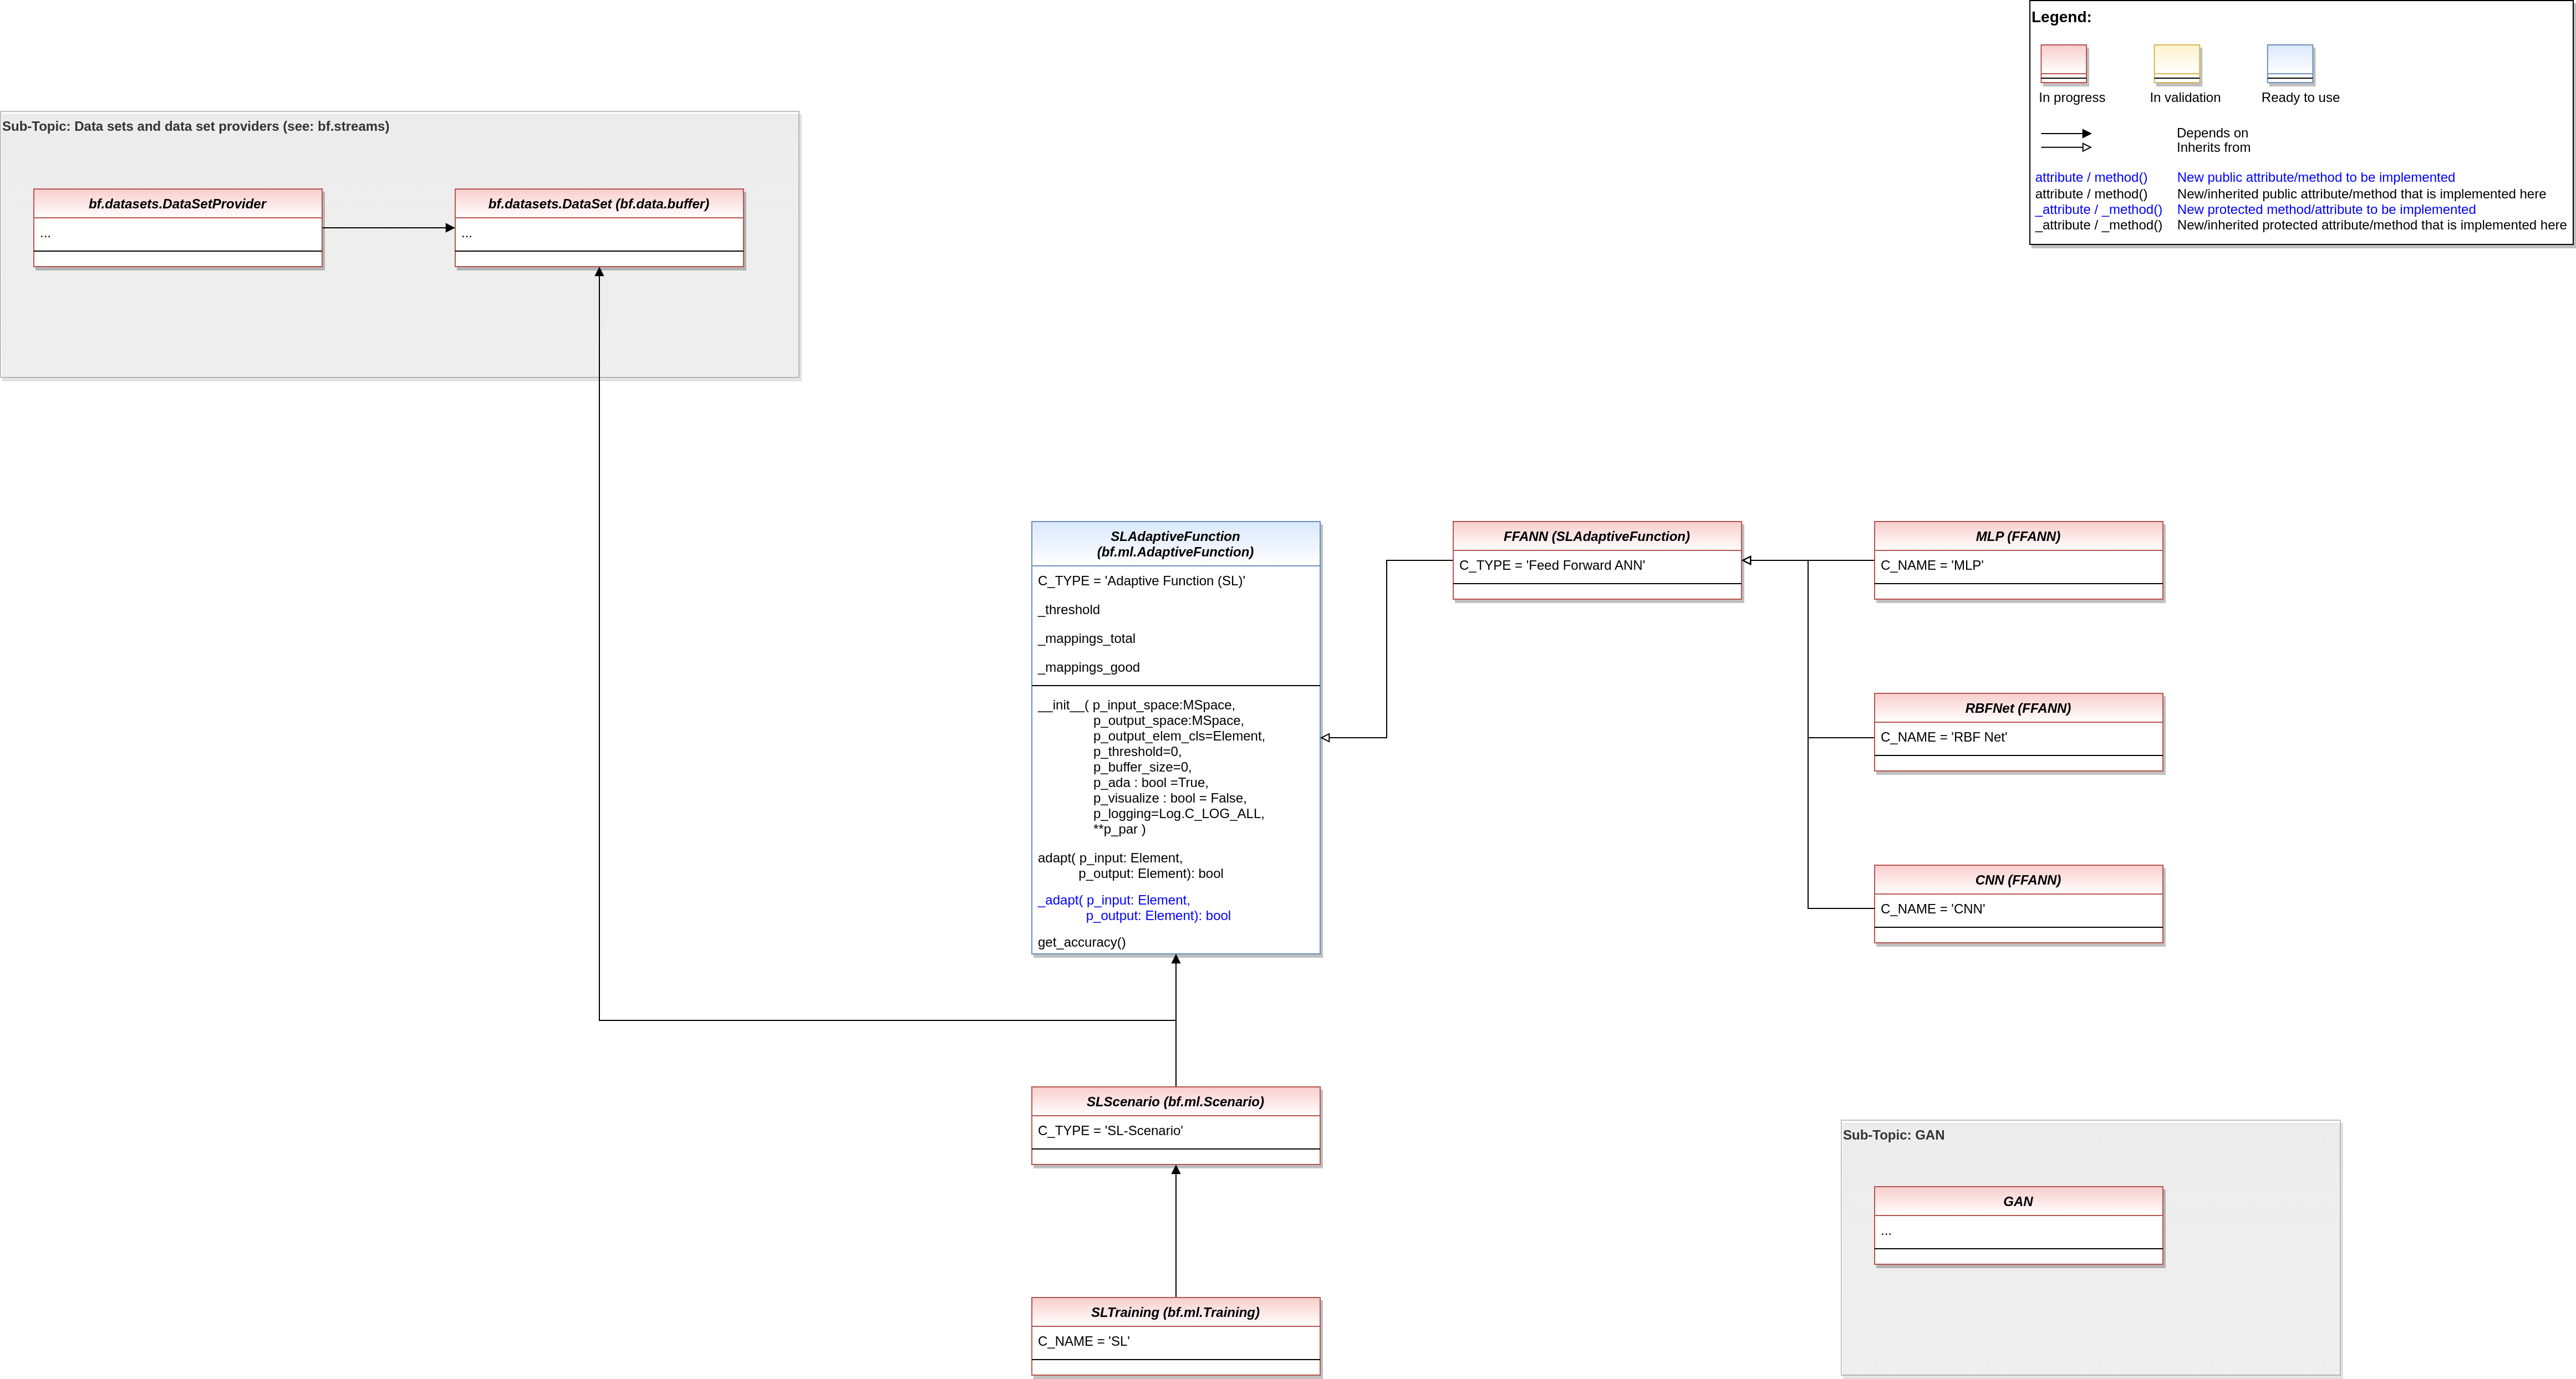 Legend:
In progress
In validation
Ready to use
Depends on
Inherits from
attribute / method() New public attribute/method to be implemented
attribute / method() New/inherited public attribute/method that is implemented here
_attribute / _method() New protected method/attribute to be implemented
_attribute / _method() New/inherited protected attribute/method that is implemented here
Sub-Topic: Data sets and data set providers (see: bf.streams)
bf.datasets.DataSetProvider
...
bf.datasets.DataSet (bf.data.buffer)
...
SLAdaptiveFunction
(bf.ml.AdaptiveFunction)
C_TYPE = 'Adaptive Function (SL)'
_threshold
_mappings_total
_mappings_good
__init__( p_input_space:MSpace,
p_output_space:MSpace,
p_output_elem_cls=Element,
p_threshold=0,
p_buffer_size=0,
p_ada : bool =True,
p_visualize : bool = False,
p_logging=Log.C_LOG_ALL,
**p_par )
adapt( p_input: Element,
p_output: Element): bool
_adapt( p_input: Element,
p_output: Element): bool
get_accuracy()
FFANN (SLAdaptiveFunction)
C_TYPE = 'Feed Forward ANN'
MLP (FFANN)
C_NAME = 'MLP'
RBFNet (FFANN)
C_NAME = 'RBF Net'
CNN (FFANN)
C_NAME = 'CNN'
SLScenario (bf.ml.Scenario)
C_TYPE = 'SL-Scenario'
SLTraining (bf.ml.Training)
C_NAME = 'SL'
Sub-Topic: GAN
GAN
...